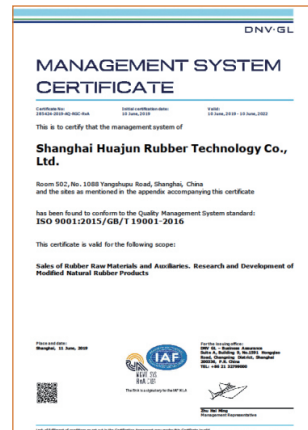 DNV·GL
MANAGEMENT SYSTEM
CERTIFICATE
Certificate No:
Initial certification date:
Valid:
10 June, 2019
10 June, 2019 - 10 June, 2022
This is to certify that the management system of
Shanghai Huajun Rubber Technology Co.,
Ltd.
Room 502, No. 1088 Yangshupu Road, Shanghai, China
and the sites as mentioned in the appendix accompanying this certificate
has been found to conform to the Quality Management System standard:
ISO 9001:2015/GB/T 19001-2016
This certificate is valid for the following scope:
Sales of Rubber Raw Materials and Auxiliaries. Research and Development of
Modified Natural Rubber Products
Place and date:
Shanghai, 11 June, 2019
For the issuing office:
DNV GL - Business Assurance
IAF
Management Representative